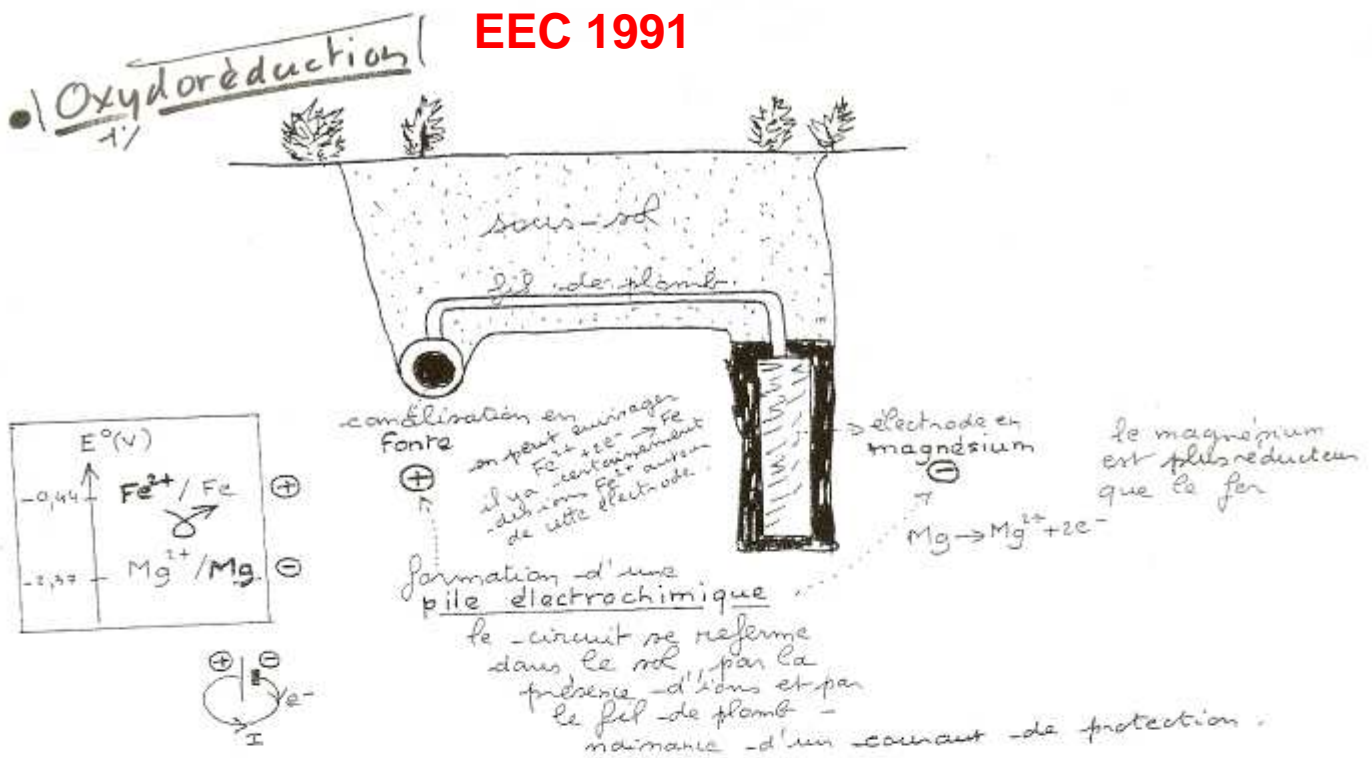 EEC 1991
Oxydoréduction
1/
sous-sol
fil de plomb
canalisation en
fonte
⊕
on peut envisager
Fe²⁺ + 2e⁻ → Fe
il y a certainement
des ions Fe²⁺ autour
de cette électrode.
électrode en
magnésium
⊖
Mg → Mg²⁺ + 2e⁻
le magnésium
est plus réducteur
que le fer
E°(V)
-0,44 Fe²⁺/Fe ⊕
-2,37 Mg²⁺/Mg ⊖
formation d'une
pile électrochimique
le circuit se referme
dans le sol, par la
présence d'ions et par
le fil de plomb -
naissance d'un courant de protection.
⊕ ⊖
e⁻
I